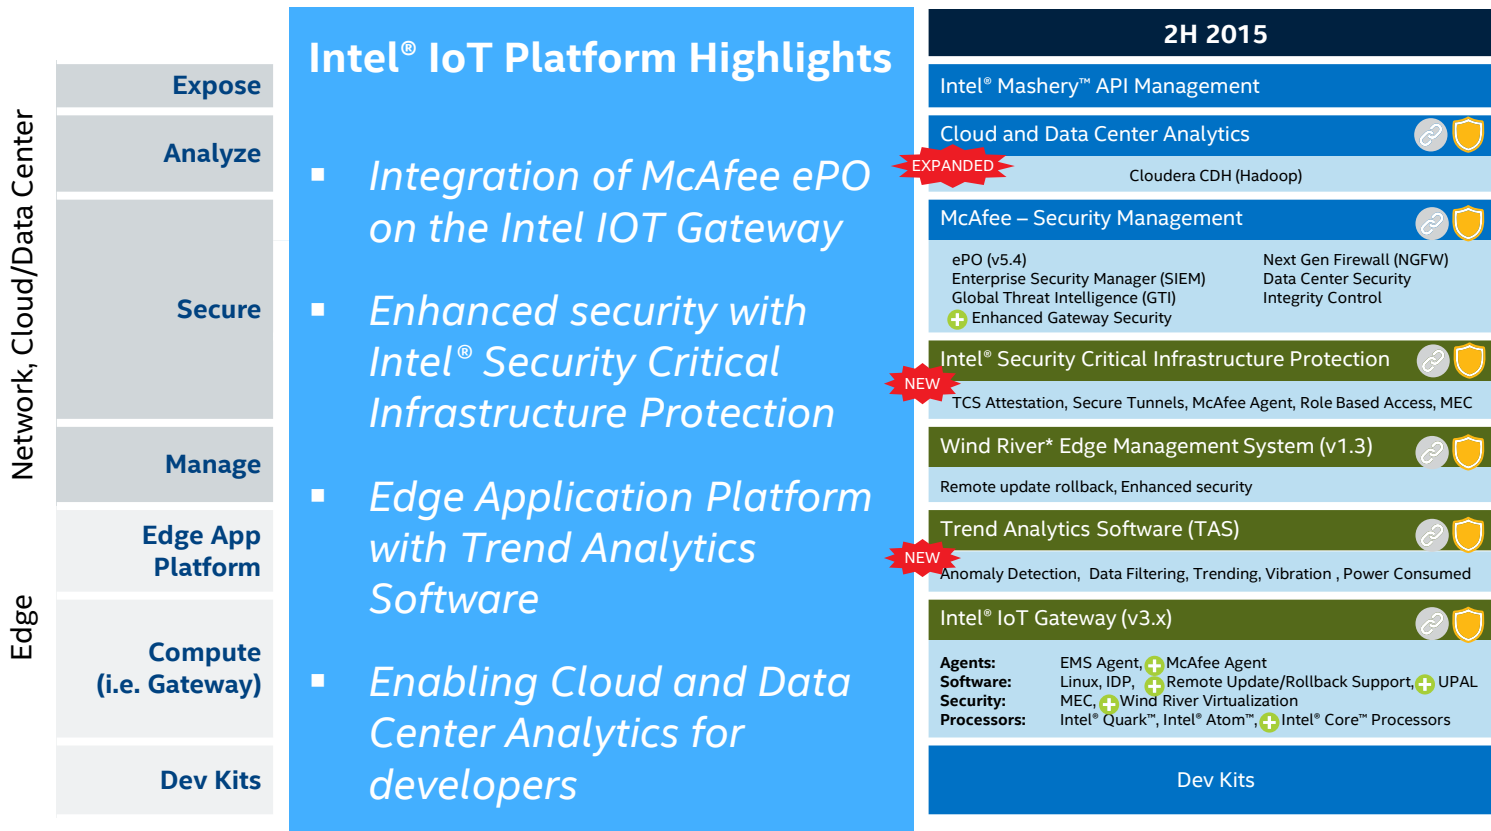 Network, Cloud/Data Center
Edge
Expose
Analyze
Secure
Manage
Edge App
Platform
Compute
(i.e. Gateway)
Dev Kits
Intel® IoT Platform Highlights
▪ Integration of McAfee ePO
on the Intel IOT Gateway
▪ Enhanced security with
Intel® Security Critical
Infrastructure Protection
▪ Edge Application Platform
with Trend Analytics
Software
▪ Enabling Cloud and Data
Center Analytics for
developers
2H 2015
Intel® Mashery™ API Management
Cloud and Data Center Analytics
EXPANDED
Cloudera CDH (Hadoop)
McAfee – Security Management
ePO (v5.4)
Enterprise Security Manager (SIEM)
Global Threat Intelligence (GTI)
Enhanced Gateway Security
Next Gen Firewall (NGFW)
Data Center Security
Integrity Control
Intel® Security Critical Infrastructure Protection
NEW
TCS Attestation, Secure Tunnels, McAfee Agent, Role Based Access, MEC
Wind River* Edge Management System (v1.3)
Remote update rollback, Enhanced security
Trend Analytics Software (TAS)
NEW
Anomaly Detection, Data Filtering, Trending, Vibration , Power Consumed
Intel® IoT Gateway (v3.x)
Agents: EMS Agent, McAfee Agent
Software: Linux, IDP, Remote Update/Rollback Support, UPAL
Security: MEC, Wind River Virtualization
Processors: Intel® Quark™, Intel® Atom™, Intel® Core™ Processors
Dev Kits